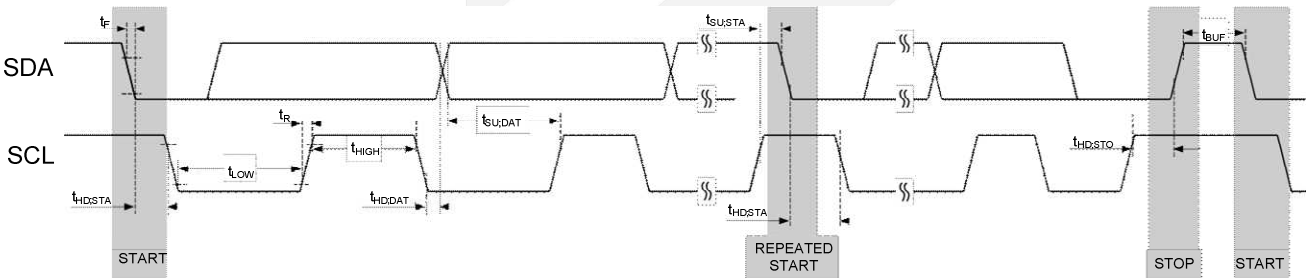 tF
tSU;STA
tBUF
SDA
tR
tSU;DAT
SCL
tHIGH
tHD;STO
tLOW
tHD;STA
tHD;DAT
tHD;STA
START
REPEATED
START
STOP
START